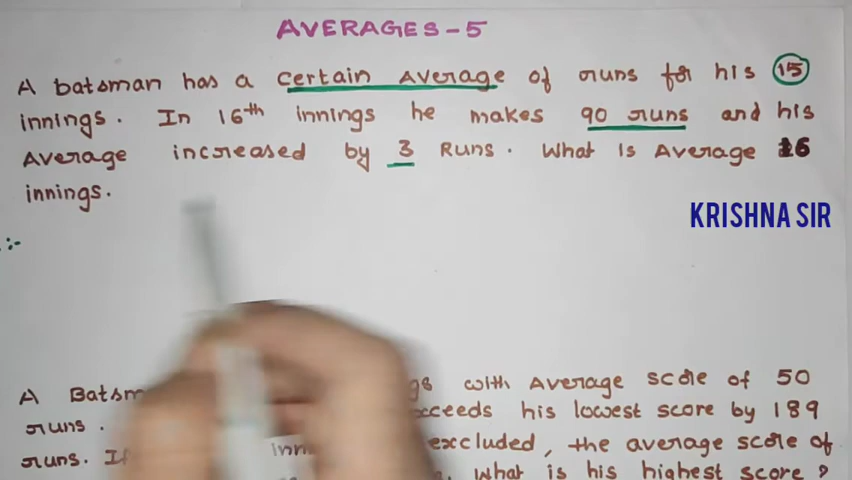 AVERAGES-5
A batsman has a certain average of runs for his 15
innings. In 16th innings he makes 90 runs and his
Average increased by 3 Runs. What is Average 16
innings.
KRISHNA SIR
:-
A Batsm with Average score of 50
runs. exceeds his lowest score by 189
runs. If excluded, the average score of
What is his highest score?